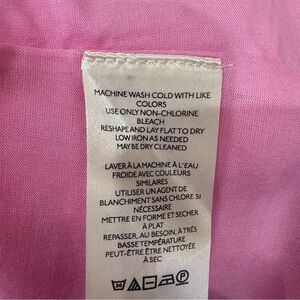 MACHINE WASH COLD WITH LIKE
COLORS
USE ONLY NON-CHLORINE
BLEACH
RESHAPE AND LAY FLAT TO DRY
LOW IRON AS NEEDED
MAY BE DRY CLEANED
LAVER À LA MACHINE À L'EAU
FROIDE AVEC COULEURS
SIMILAIRES
UTILISER UN AGENT DE
BLANCHIMENT SANS CHLORE SI
NÉCESSAIRE
METTRE EN FORME ET SÉCHER
À PLAT
REPASSER, AU BESOIN, À TRÈS
BASSE TEMPÉRATURE
PEUT-ÊTRE ÊTRE NETTOYÉE
À SEC
30
P